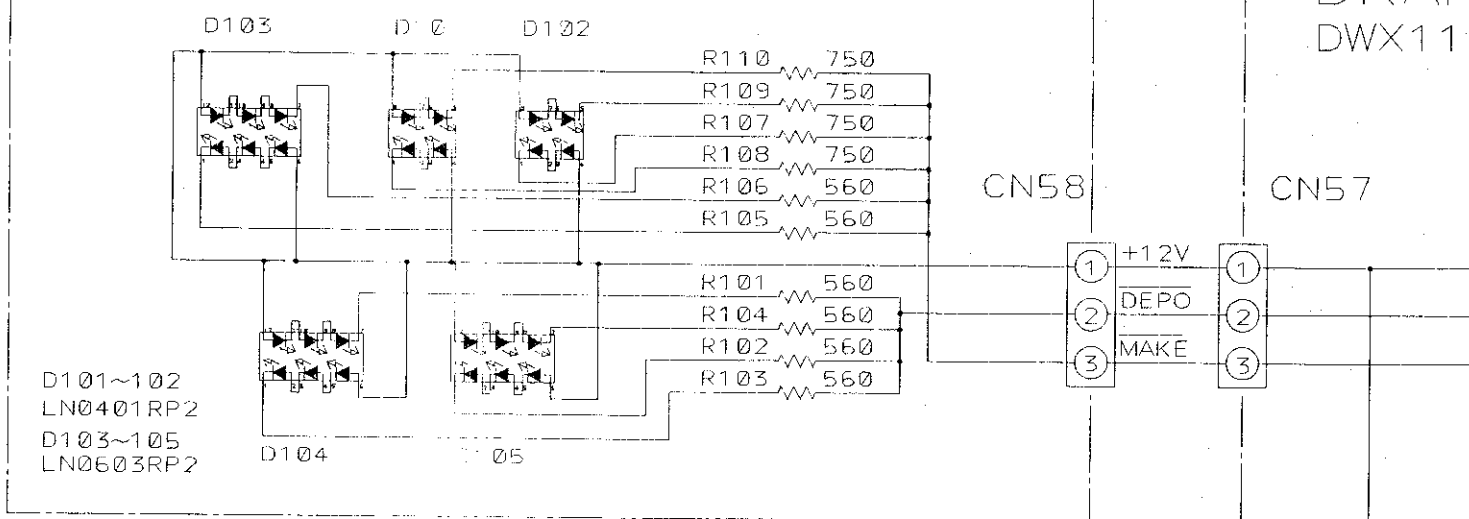 DWX11
D103
D102
R110 750
R109 750
R107 750
R108 750
R106 560
R105 560
CN58
CN57
1 +12V 1
R101 560
2 DEPO 2
R104 560
3 MAKE 3
R102 560
R103 560
D101~102
LN0401RP2
D103~105
LN0603RP2
D104